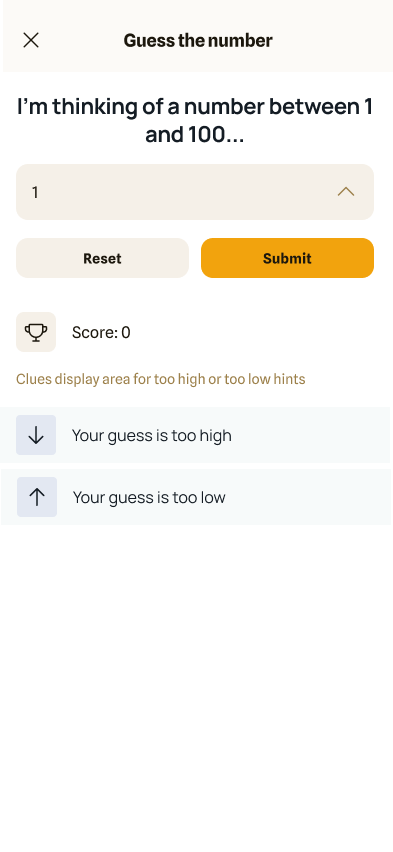 Guess the number
I'm thinking of a number between 1
and 100...
1
Reset
Submit
Score: 0
Clues display area for too high or too low hints
Your guess is too high
Your guess is too low